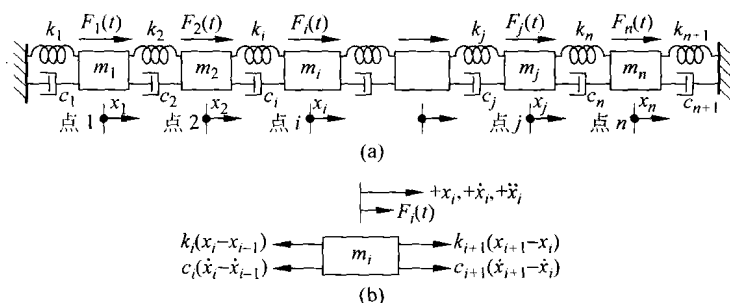 k₁ F₁(t) k₂ F₂(t) kᵢ Fᵢ(t) kⱼ Fⱼ(t) kₙ Fₙ(t) kₙ₊₁
m₁ m₂ mᵢ mⱼ mₙ
c₁ x₁ c₂ x₂ cᵢ xᵢ cⱼ xⱼ cₙ xₙ cₙ₊₁
点 1 点 2 点 i 点 j 点 n
(a)
+xᵢ, +ẋᵢ, +ẍᵢ
Fᵢ(t)
kᵢ(xᵢ−xᵢ₋₁) mᵢ kᵢ₊₁(xᵢ₊₁−xᵢ)
cᵢ(ẋᵢ−ẋᵢ₋₁) cᵢ₊₁(ẋᵢ₊₁−ẋᵢ)
(b)